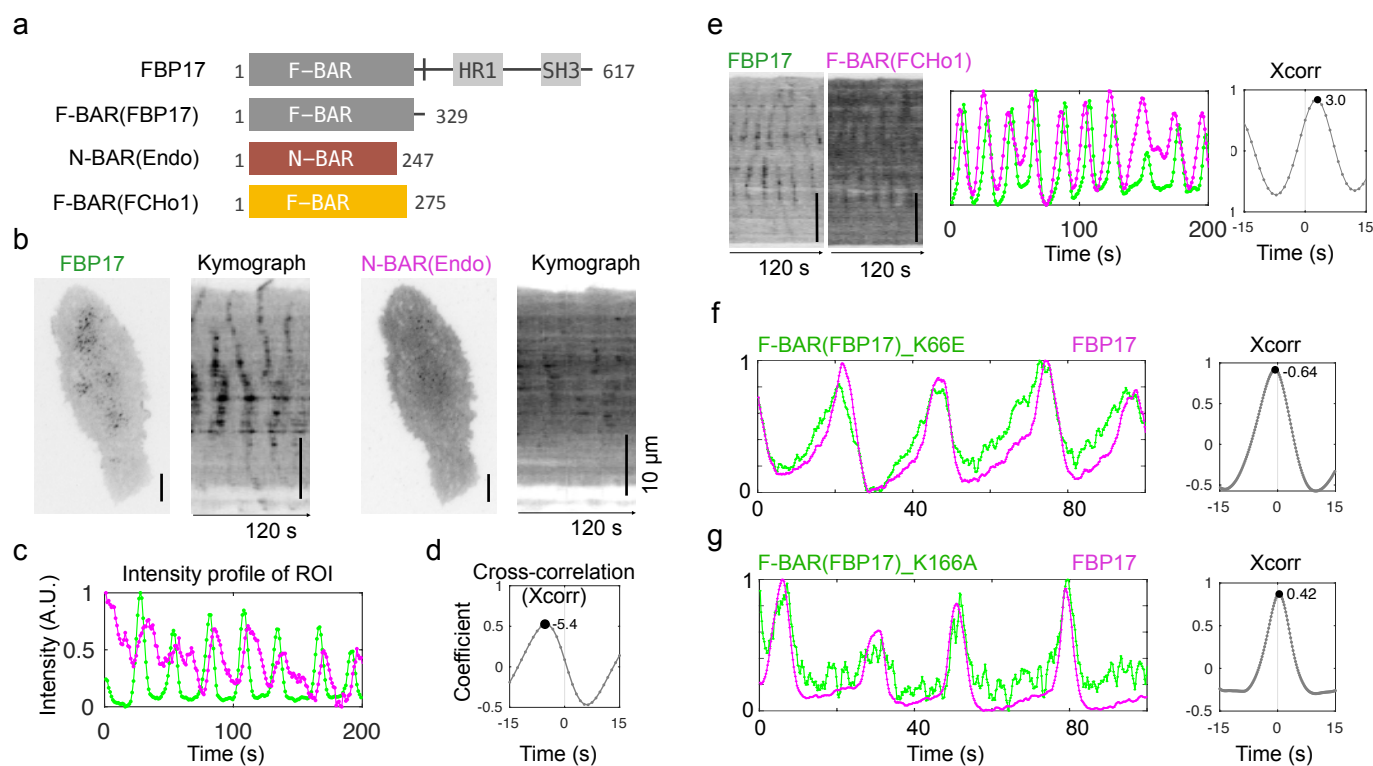 a
FBP17
1
F–BAR
HR1
SH3
617
F-BAR(FBP17)
1
F–BAR
329
N-BAR(Endo)
1
N–BAR
247
F-BAR(FCHo1)
1
F–BAR
275
b
FBP17
Kymograph
N-BAR(Endo)
Kymograph
10 µm
120 s
120 s
c
Intensity profile of ROI
Intensity (A.U.)
1
0.5
0
0
100
200
Time (s)
d
Cross-correlation
(Xcorr)
Coefficient
1
0.5
0
-0.5
-5.4
-15
0
15
Time (s)
e
FBP17
F-BAR(FCHo1)
120 s
120 s
1
0
0
100
200
Time (s)
Xcorr
1
0
1
3.0
-15
0
15
Time (s)
f
F-BAR(FBP17)_K66E
FBP17
1
0
0
40
80
Xcorr
1
0.5
0
-0.5
-0.64
-15
0
15
g
F-BAR(FBP17)_K166A
FBP17
1
0
0
40
80
Time (s)
Xcorr
1
0.5
0
-0.5
0.42
-15
0
15
Time (s)